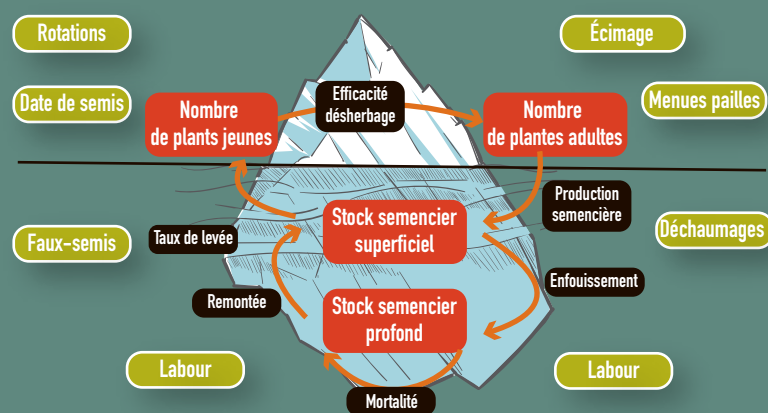 Rotations
Écimage
Date de semis
Nombre
de plants jeunes
Efficacité
désherbage
Nombre
de plantes adultes
Menues pailles
Faux-semis
Taux de levée
Stock semencier
superficiel
Production
semencière
Déchaumages
Remontée
Stock semencier
profond
Enfouissement
Labour
Mortalité
Labour